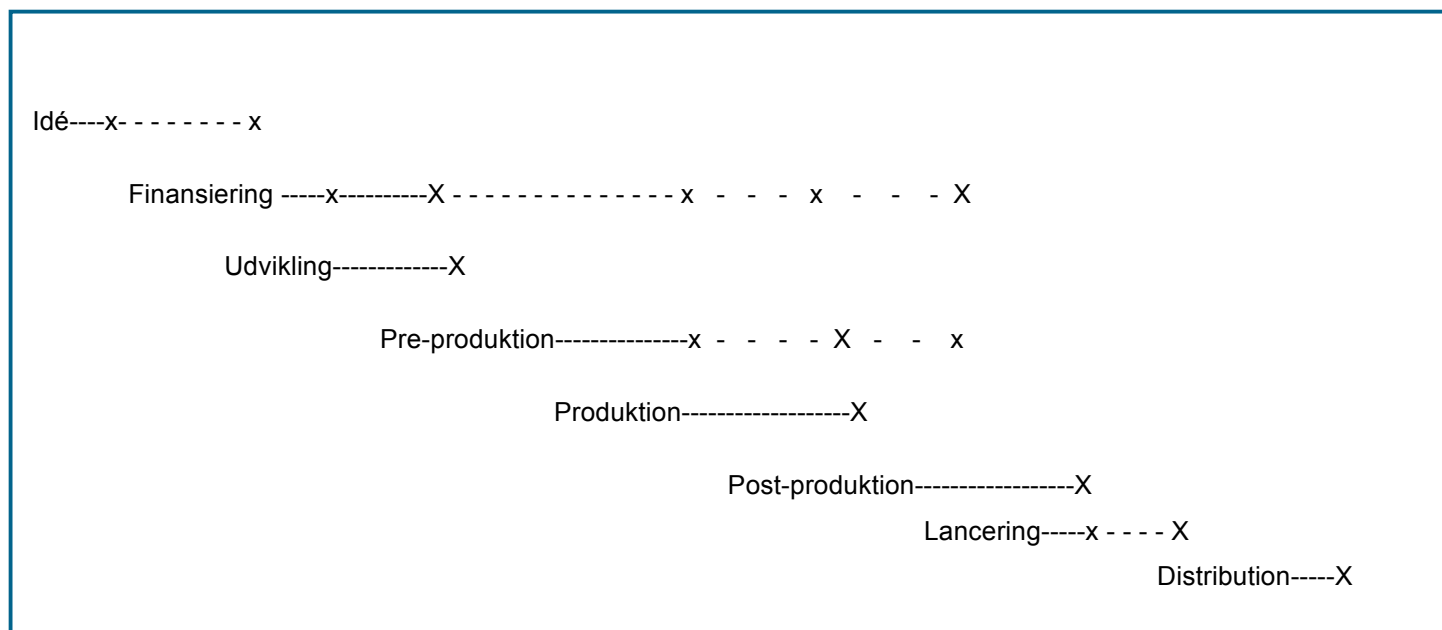 Idé----x- - - - - - - - x
Finansiering -----x----------X - - - - - - - - - - - - - - x - - - x - - - X
Udvikling-------------X
Pre-produktion---------------x - - - - X - - x
Produktion-------------------X
Post-produktion------------------X
Lancering-----x - - - - X
Distribution-----X